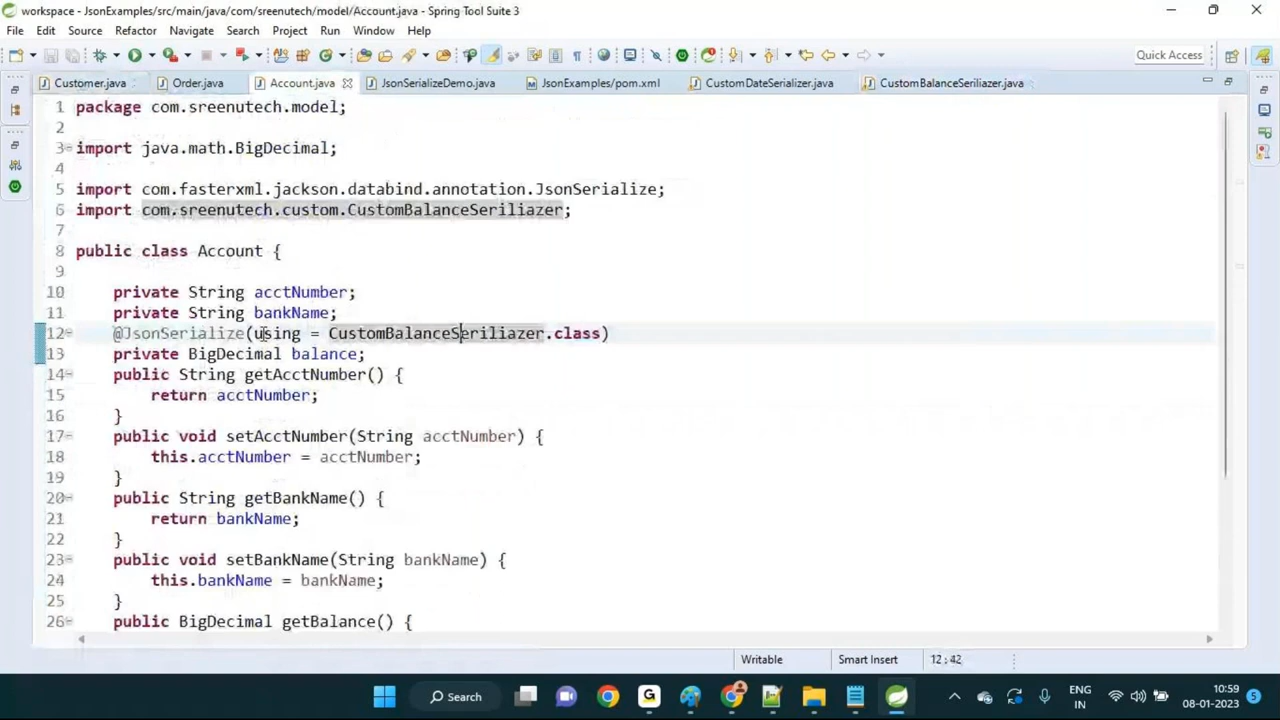 workspace - JsonExamples/src/main/java/com/sreenutech/model/Account.java - Spring Tool Suite 3
File Edit Source Refactor Navigate Search Project Run Window Help
Quick Access
Customer.java Order.java Account.java JsonSerializeDemo.java JsonExamples/pom.xml CustomDateSerializer.java CustomBalanceSeriliazer.java
1 package com.sreenutech.model;
2
3 import java.math.BigDecimal;
4
5 import com.fasterxml.jackson.databind.annotation.JsonSerialize;
6 import com.sreenutech.custom.CustomBalanceSeriliazer;
7
8 public class Account {
9
10 private String acctNumber;
11 private String bankName;
12 @JsonSerialize(using = CustomBalanceSeriliazer.class)
13 private BigDecimal balance;
14 public String getAcctNumber() {
15 return acctNumber;
16 }
17 public void setAcctNumber(String acctNumber) {
18 this.acctNumber = acctNumber;
19 }
20 public String getBankName() {
21 return bankName;
22 }
23 public void setBankName(String bankName) {
24 this.bankName = bankName;
25 }
26 public BigDecimal getBalance() {
Writable Smart Insert 12 : 42
Search
ENG
IN
10:59
08-01-2023
5